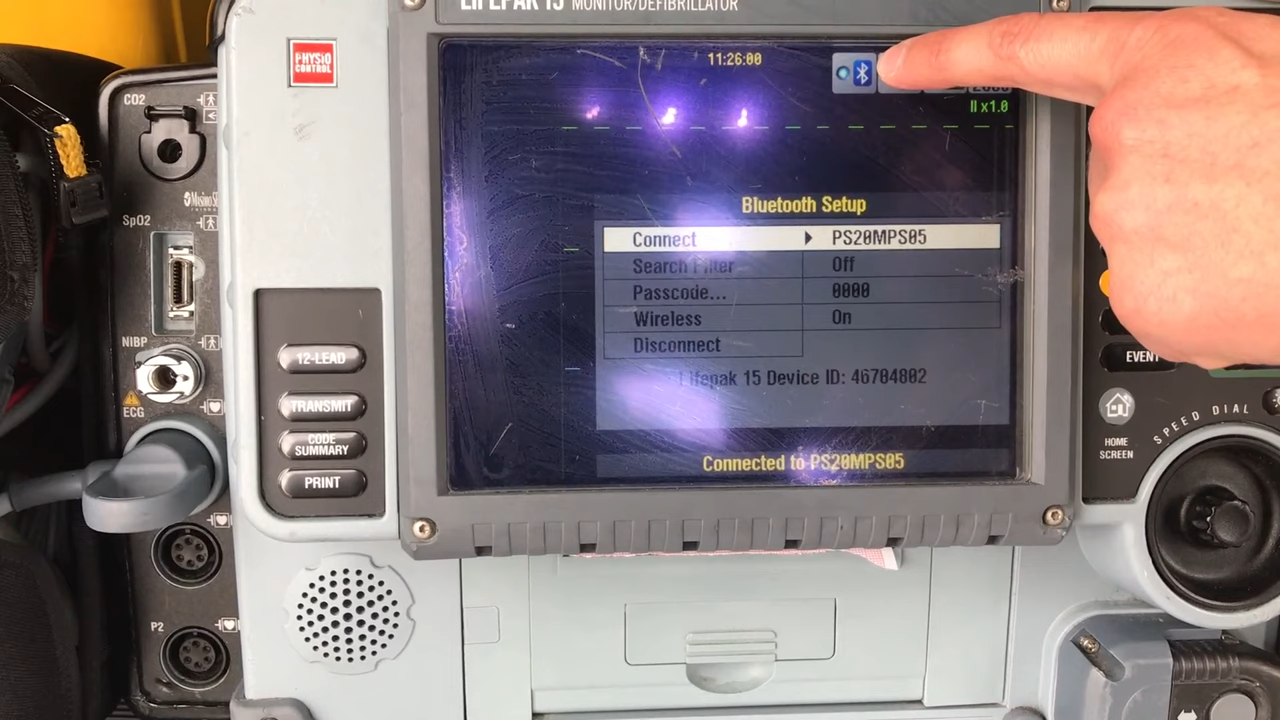 LIFEPAK 15 MONITOR/DEFIBRILLATOR
PHYSIO
CONTROL
11:26:00
II x1.0
CO2
SpO2
NIBP
ECG
P2
Bluetooth Setup
Connect PS20MPS05
Search Filter Off
Passcode... 0000
Wireless On
Disconnect
Lifepak 15 Device ID: 46704802
Connected to PS20MPS05
12-LEAD
TRANSMIT
CODE
SUMMARY
PRINT
EVENT
HOME
SCREEN
SPEED DIAL